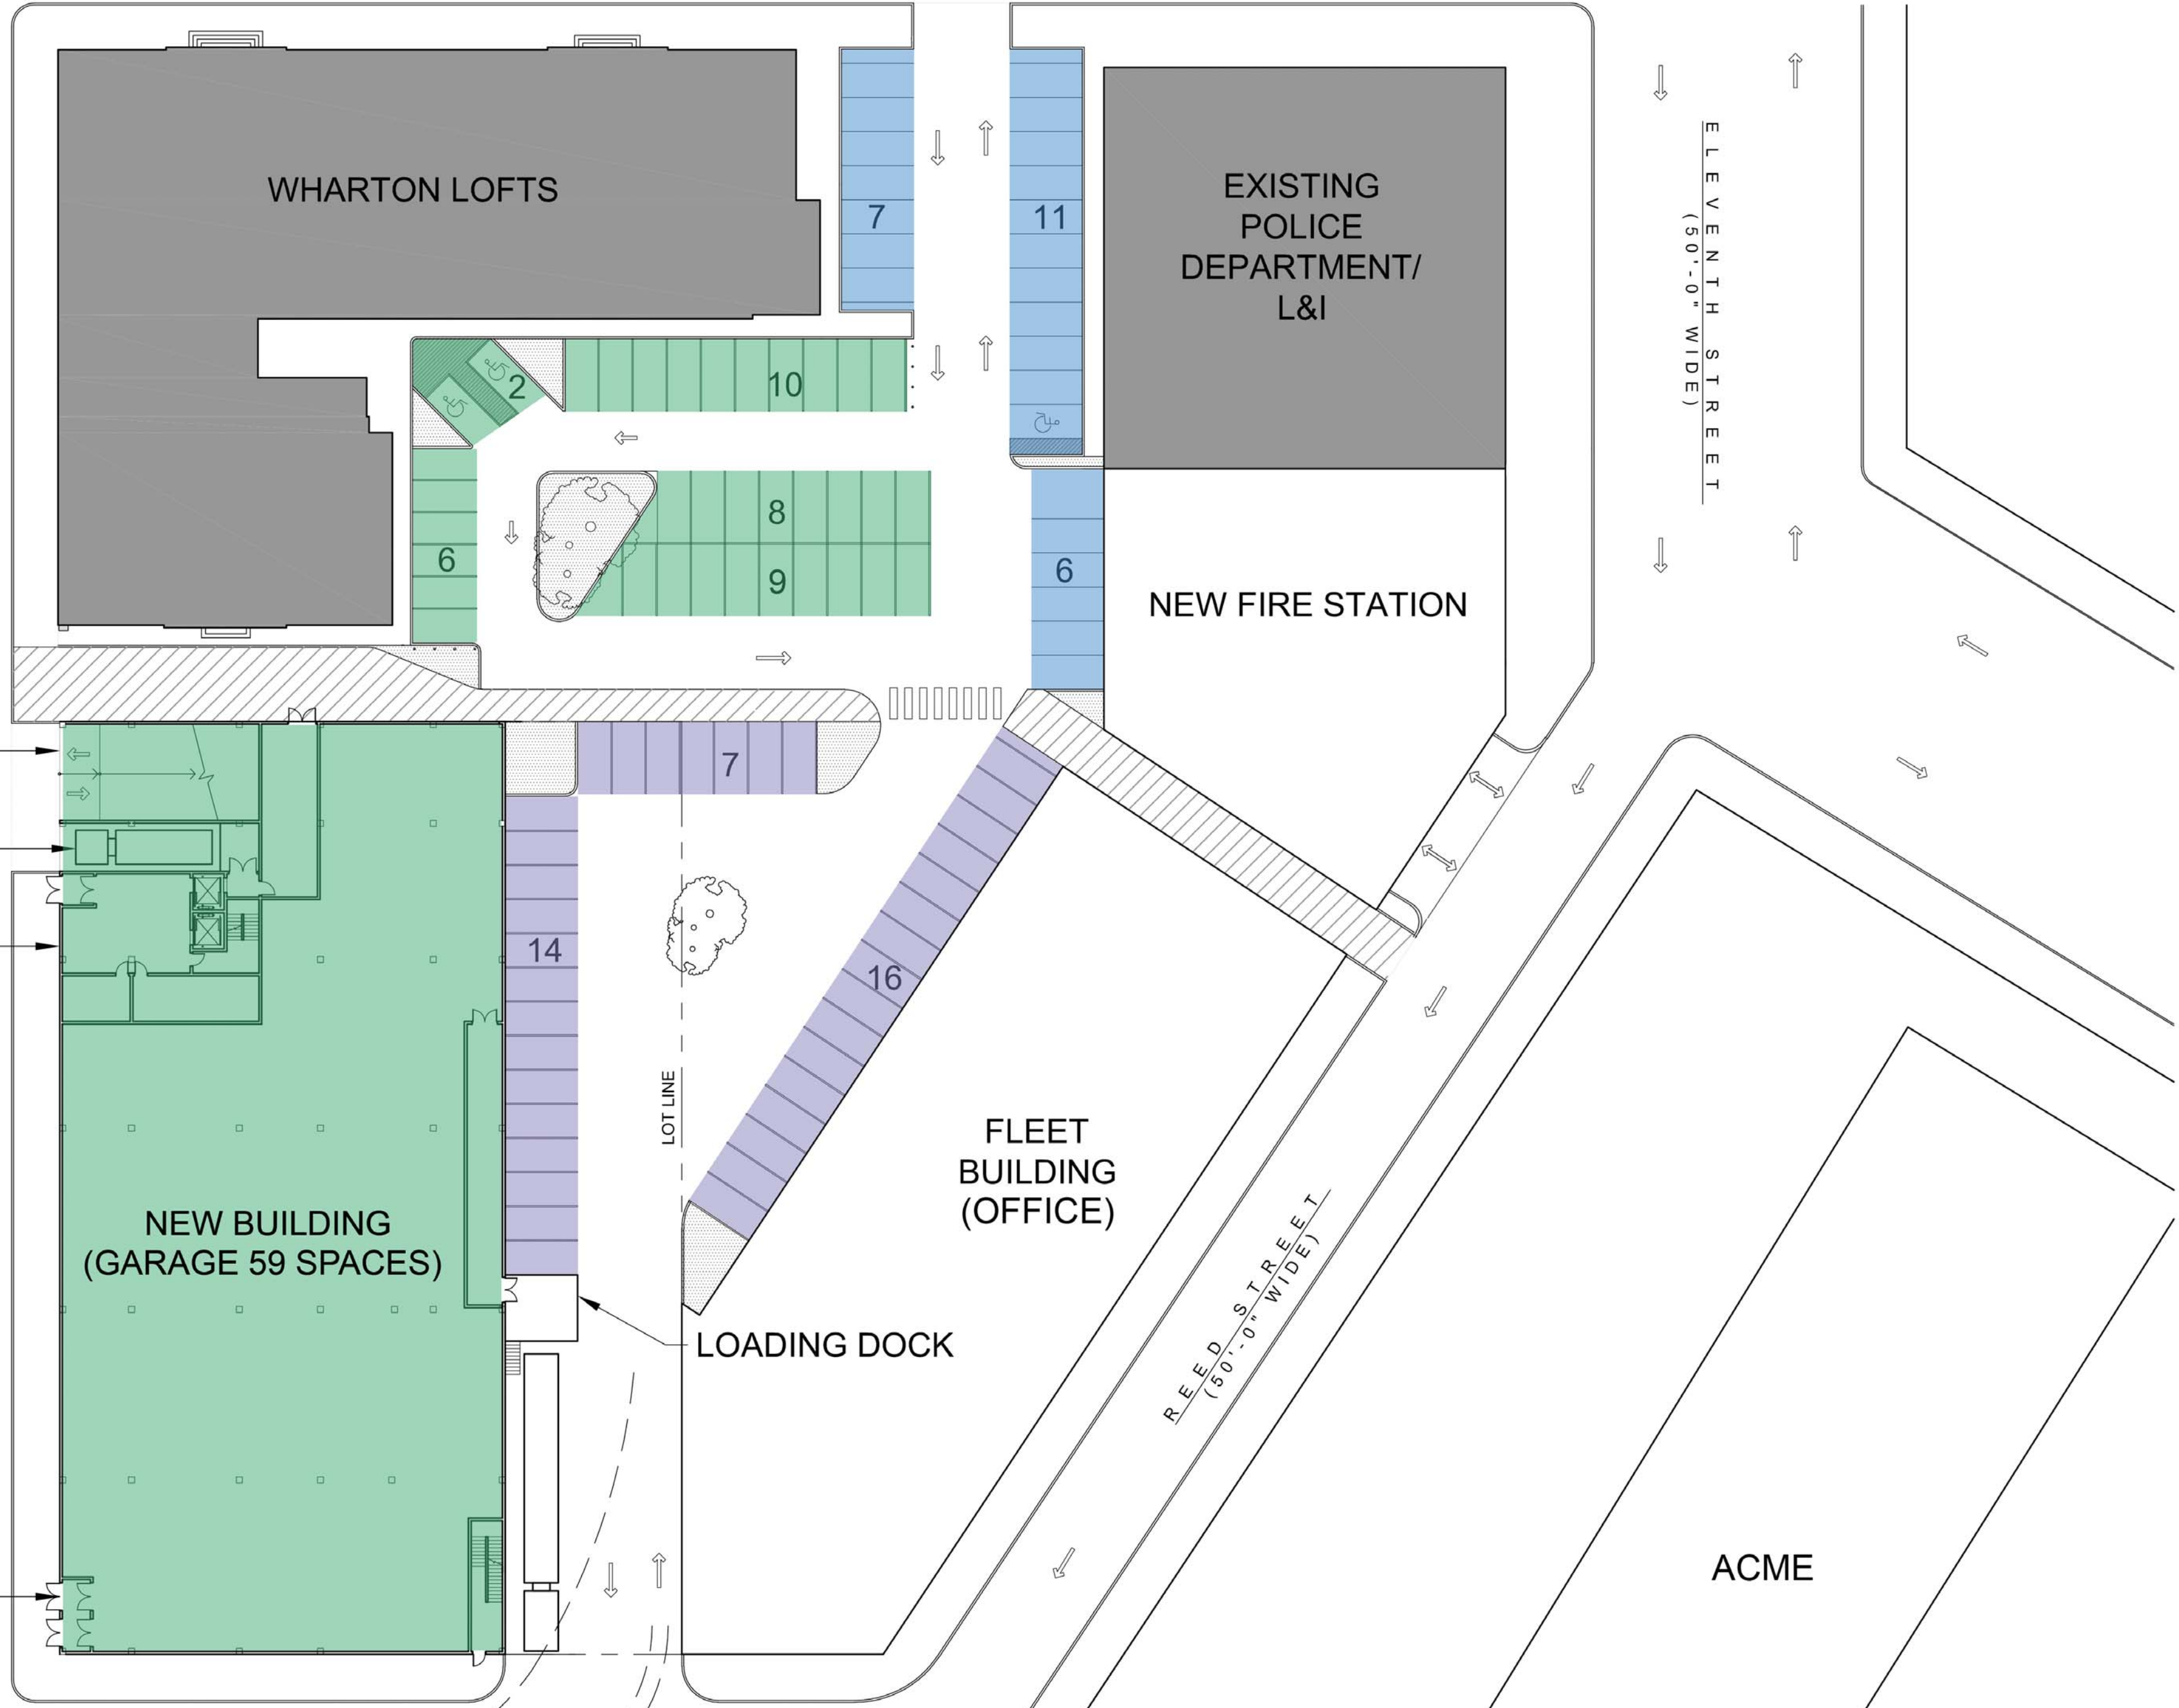 WHARTON LOFTS
7
11
EXISTING
POLICE
DEPARTMENT/
L&I
ELEVENTH STREET
(50'-0" WIDE)
2
10
8
6
9
6
NEW FIRE STATION
7
14
16
LOT LINE
FLEET
BUILDING
(OFFICE)
NEW BUILDING
(GARAGE 59 SPACES)
LOADING DOCK
REED STREET
(50'-0" WIDE)
ACME